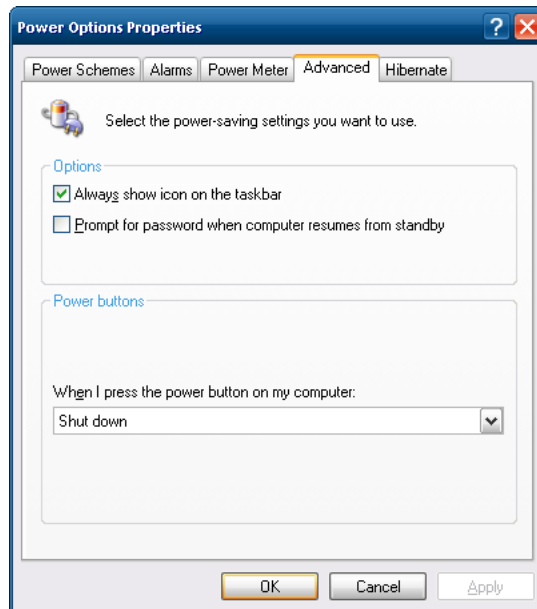 Power Options Properties
Power Schemes Alarms Power Meter Advanced Hibernate
Select the power-saving settings you want to use.
Options
Always show icon on the taskbar
Prompt for password when computer resumes from standby
Power buttons
When I press the power button on my computer:
Shut down
OK Cancel Apply